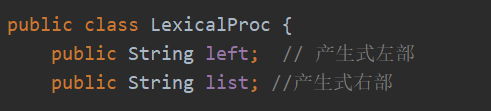 public class LexicalProc {
public String left;  // 产生式左部
public String list; //产生式右部